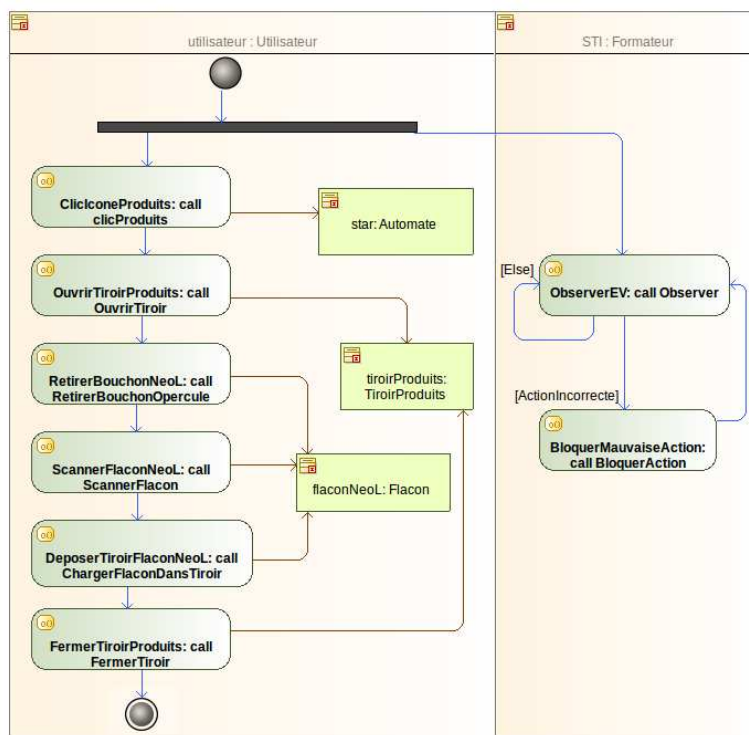 utilisateur : Utilisateur
STI : Formateur
ClicIconeProduits: call
clicProduits
star: Automate
OuvrirTiroirProduits: call
OuvrirTiroir
[Else]
ObserverEV: call Observer
RetirerBouchonNeoL: call
RetirerBouchonOpercule
tiroirProduits:
TiroirProduits
[ActionIncorrecte]
BloquerMauvaiseAction:
call BloquerAction
ScannerFlaconNeoL: call
ScannerFlacon
flaconNeoL: Flacon
DeposerTiroirFlaconNeoL: call
ChargerFlaconDansTiroir
FermerTiroirProduits: call
FermerTiroir